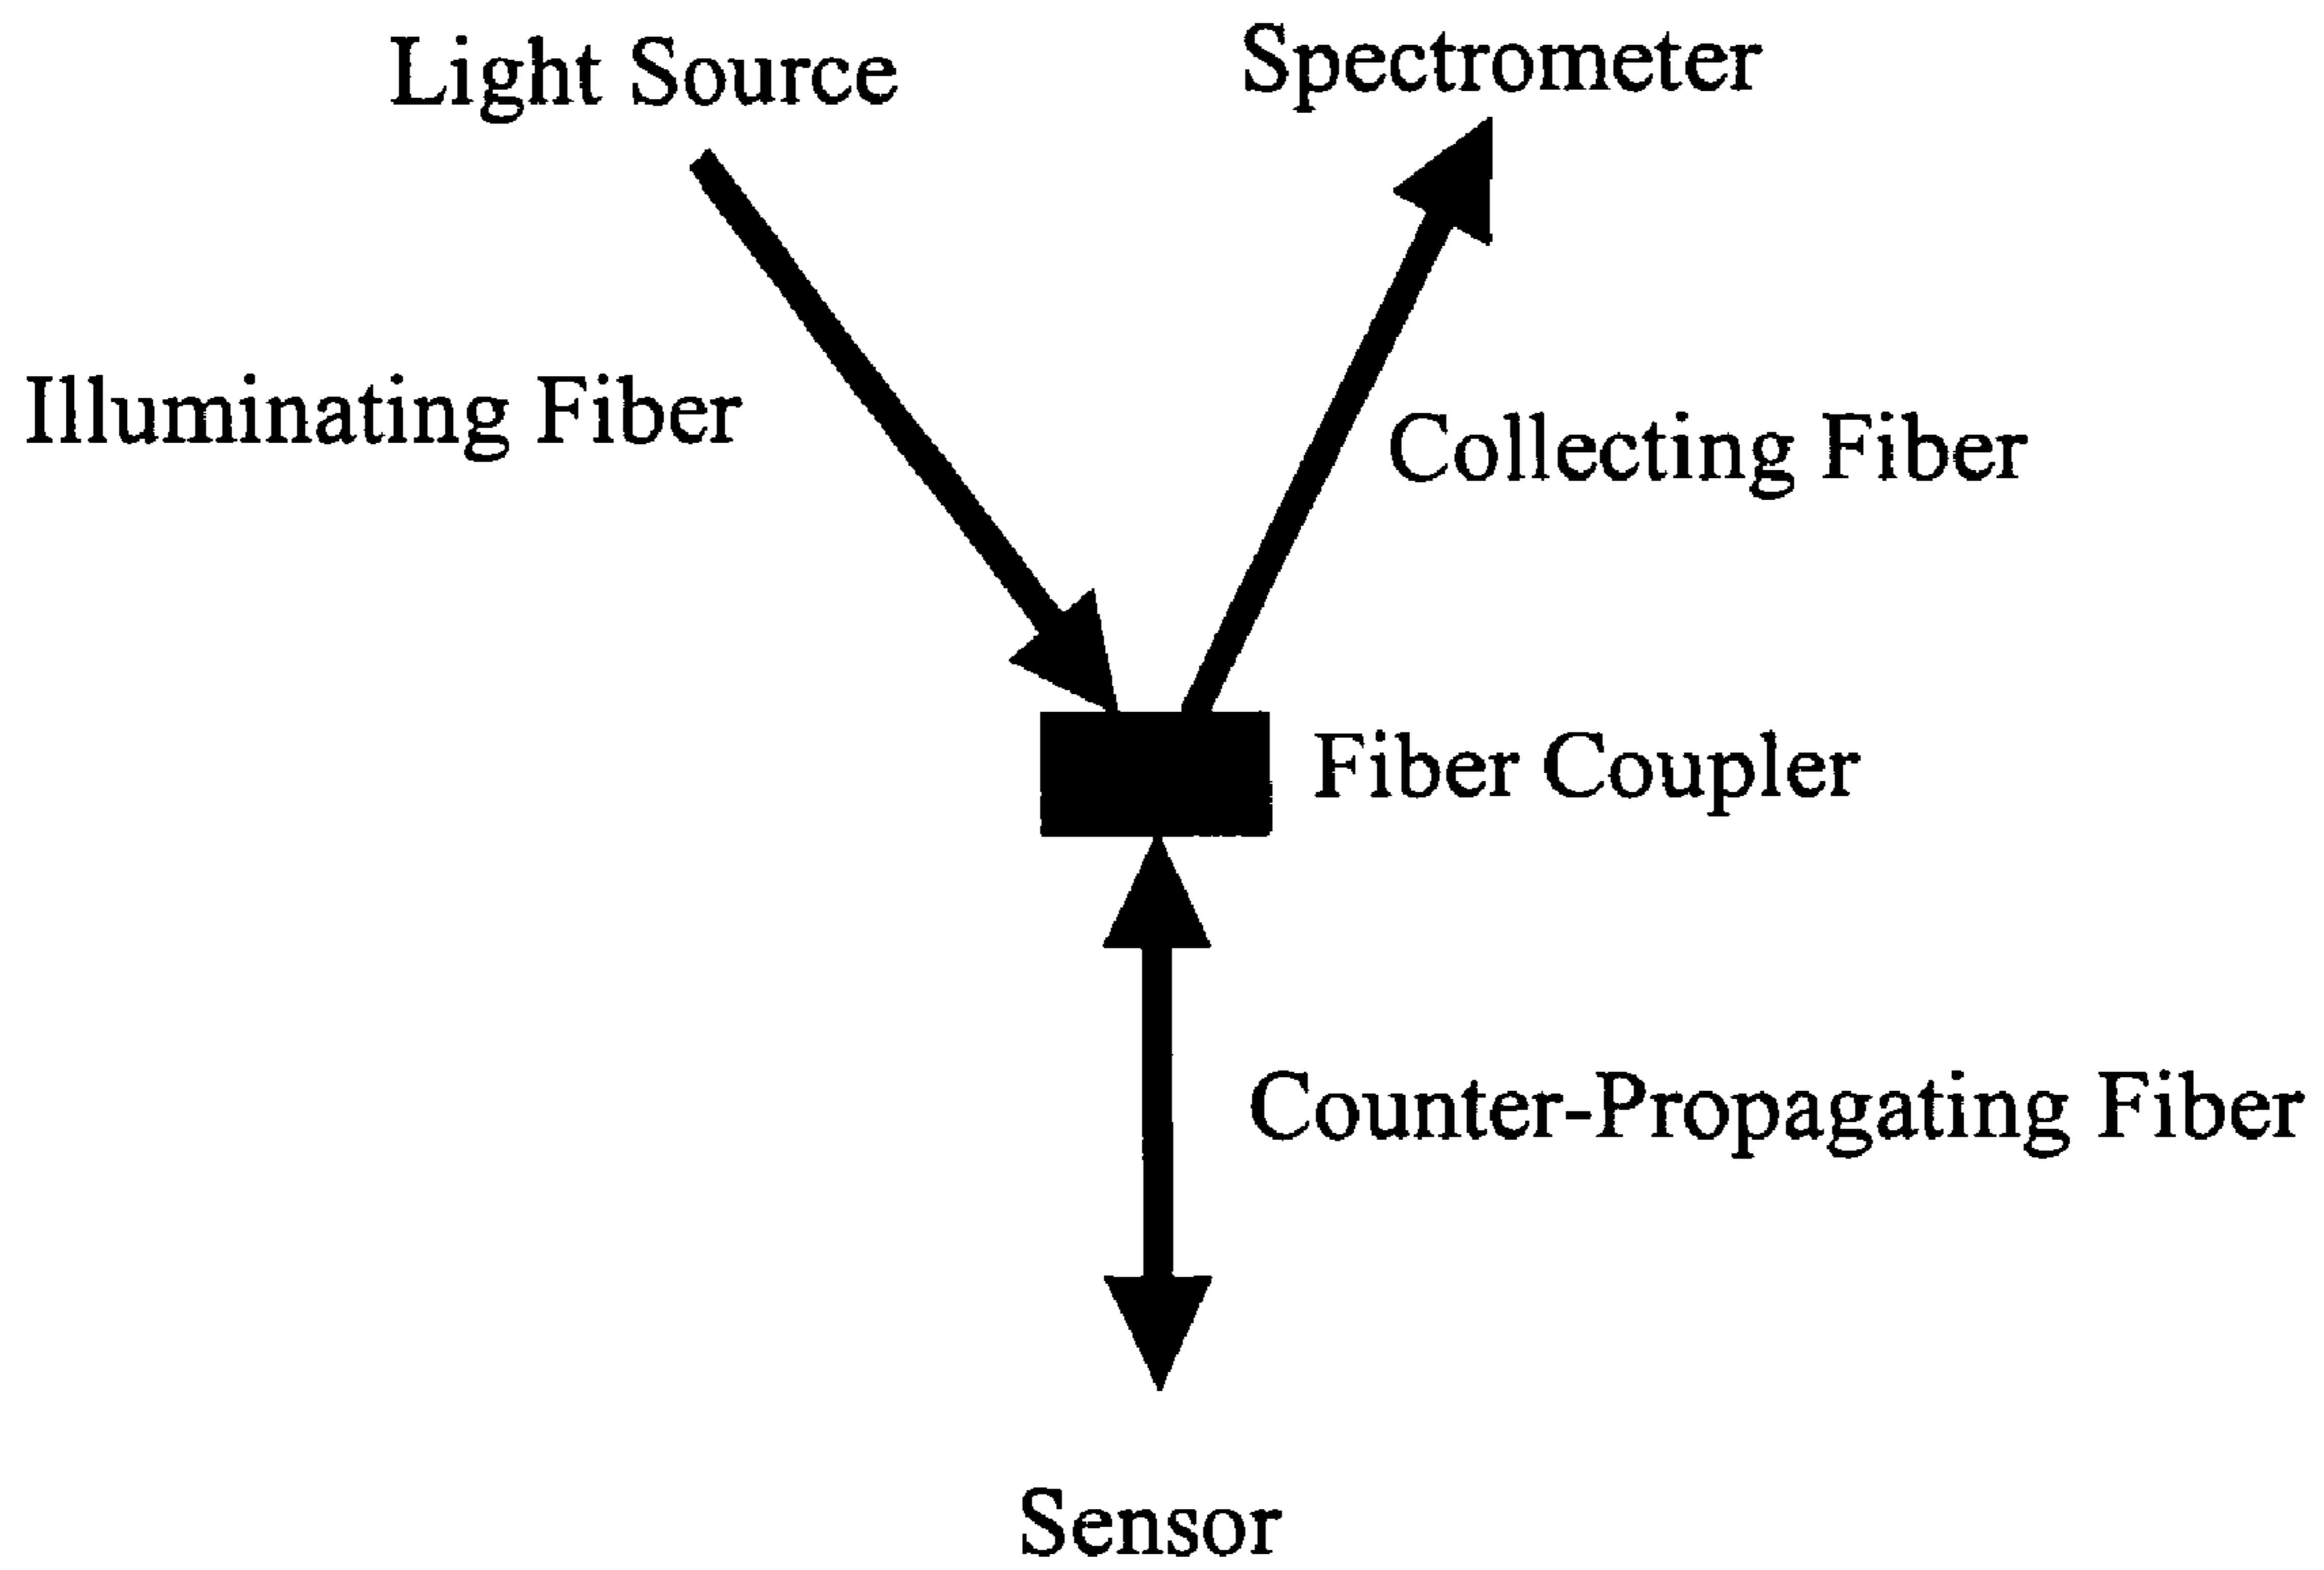 Light Source
Spectrometer
Illuminating Fiber
Collecting Fiber
Fiber Coupler
Counter-Propagating Fiber
Sensor